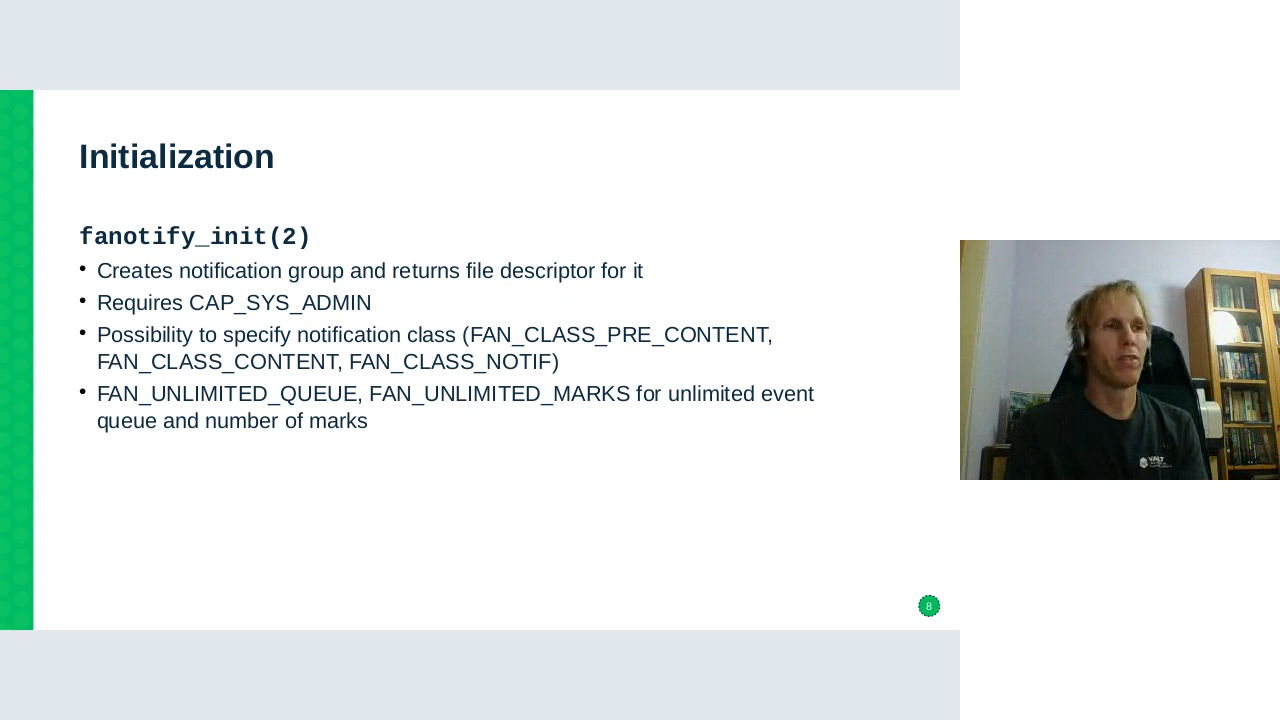 Initialization
fanotify_init(2)
• Creates notification group and returns file descriptor for it
• Requires CAP_SYS_ADMIN
• Possibility to specify notification class (FAN_CLASS_PRE_CONTENT,
FAN_CLASS_CONTENT, FAN_CLASS_NOTIF)
• FAN_UNLIMITED_QUEUE, FAN_UNLIMITED_MARKS for unlimited event
queue and number of marks
8